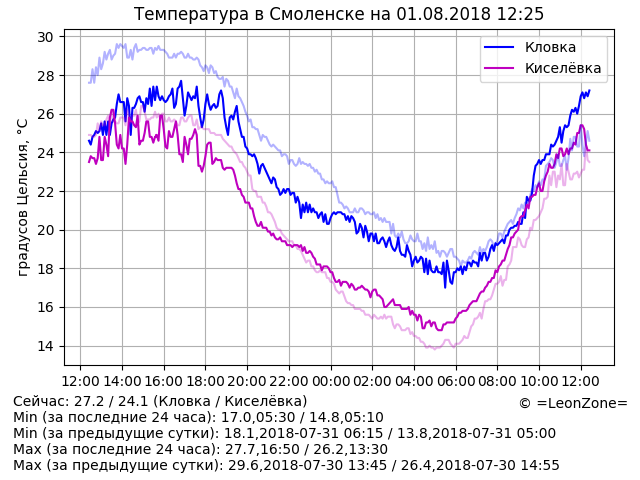 Температура в Смоленске на 01.08.2018 12:25
Кловка
Киселёвка
градусов Цельсия, °C
30
28
26
24
22
20
18
16
14
12:00 14:00 16:00 18:00 20:00 22:00 00:00 02:00 04:00 06:00 08:00 10:00 12:00
Сейчас: 27.2 / 24.1 (Кловка / Киселёвка)
© =LeonZone=
Min (за последние 24 часа): 17.0,05:30 / 14.8,05:10
Min (за предыдущие сутки): 18.1,2018-07-31 06:15 / 13.8,2018-07-31 05:00
Max (за последние 24 часа): 27.7,16:50 / 26.2,13:30
Max (за предыдущие сутки): 29.6,2018-07-30 13:45 / 26.4,2018-07-30 14:55